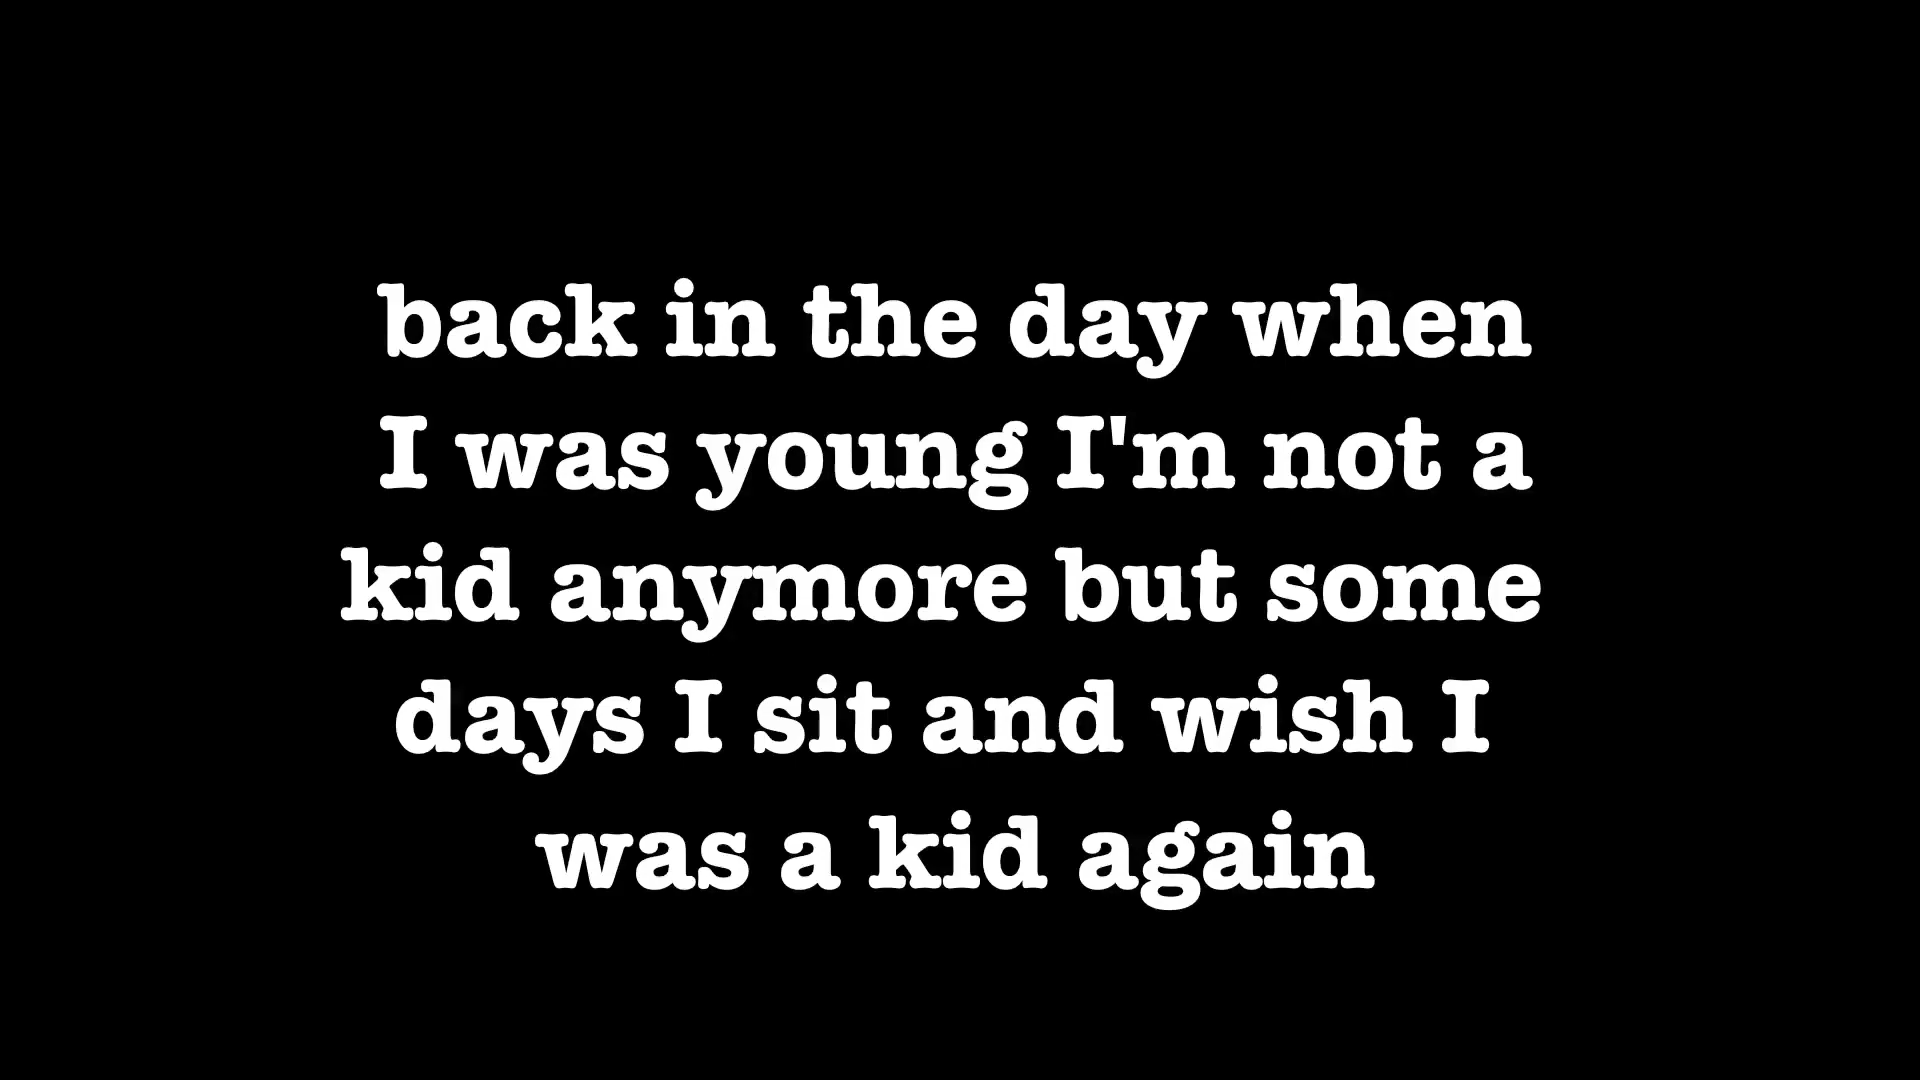 back in the day when
I was young I'm not a
kid anymore but some
days I sit and wish I
was a kid again